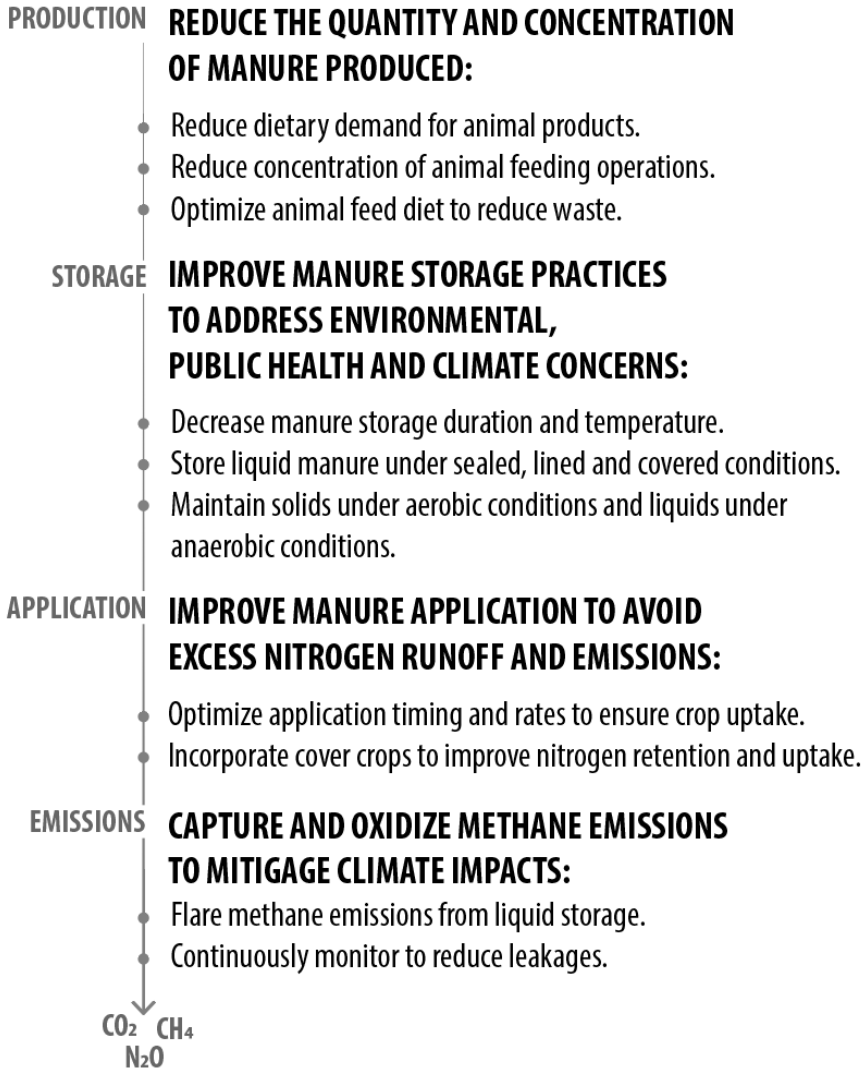 PRODUCTION REDUCE THE QUANTITY AND CONCENTRATION
OF MANURE PRODUCED:
Reduce dietary demand for animal products.
Reduce concentration of animal feeding operations.
Optimize animal feed diet to reduce waste.
STORAGE IMPROVE MANURE STORAGE PRACTICES
TO ADDRESS ENVIRONMENTAL,
PUBLIC HEALTH AND CLIMATE CONCERNS:
Decrease manure storage duration and temperature.
Store liquid manure under sealed, lined and covered conditions.
Maintain solids under aerobic conditions and liquids under
anaerobic conditions.
APPLICATION IMPROVE MANURE APPLICATION TO AVOID
EXCESS NITROGEN RUNOFF AND EMISSIONS:
Optimize application timing and rates to ensure crop uptake.
Incorporate cover crops to improve nitrogen retention and uptake.
EMISSIONS CAPTURE AND OXIDIZE METHANE EMISSIONS
TO MITIGAGE CLIMATE IMPACTS:
Flare methane emissions from liquid storage.
Continuously monitor to reduce leakages.
CO₂ CH₄
N₂O